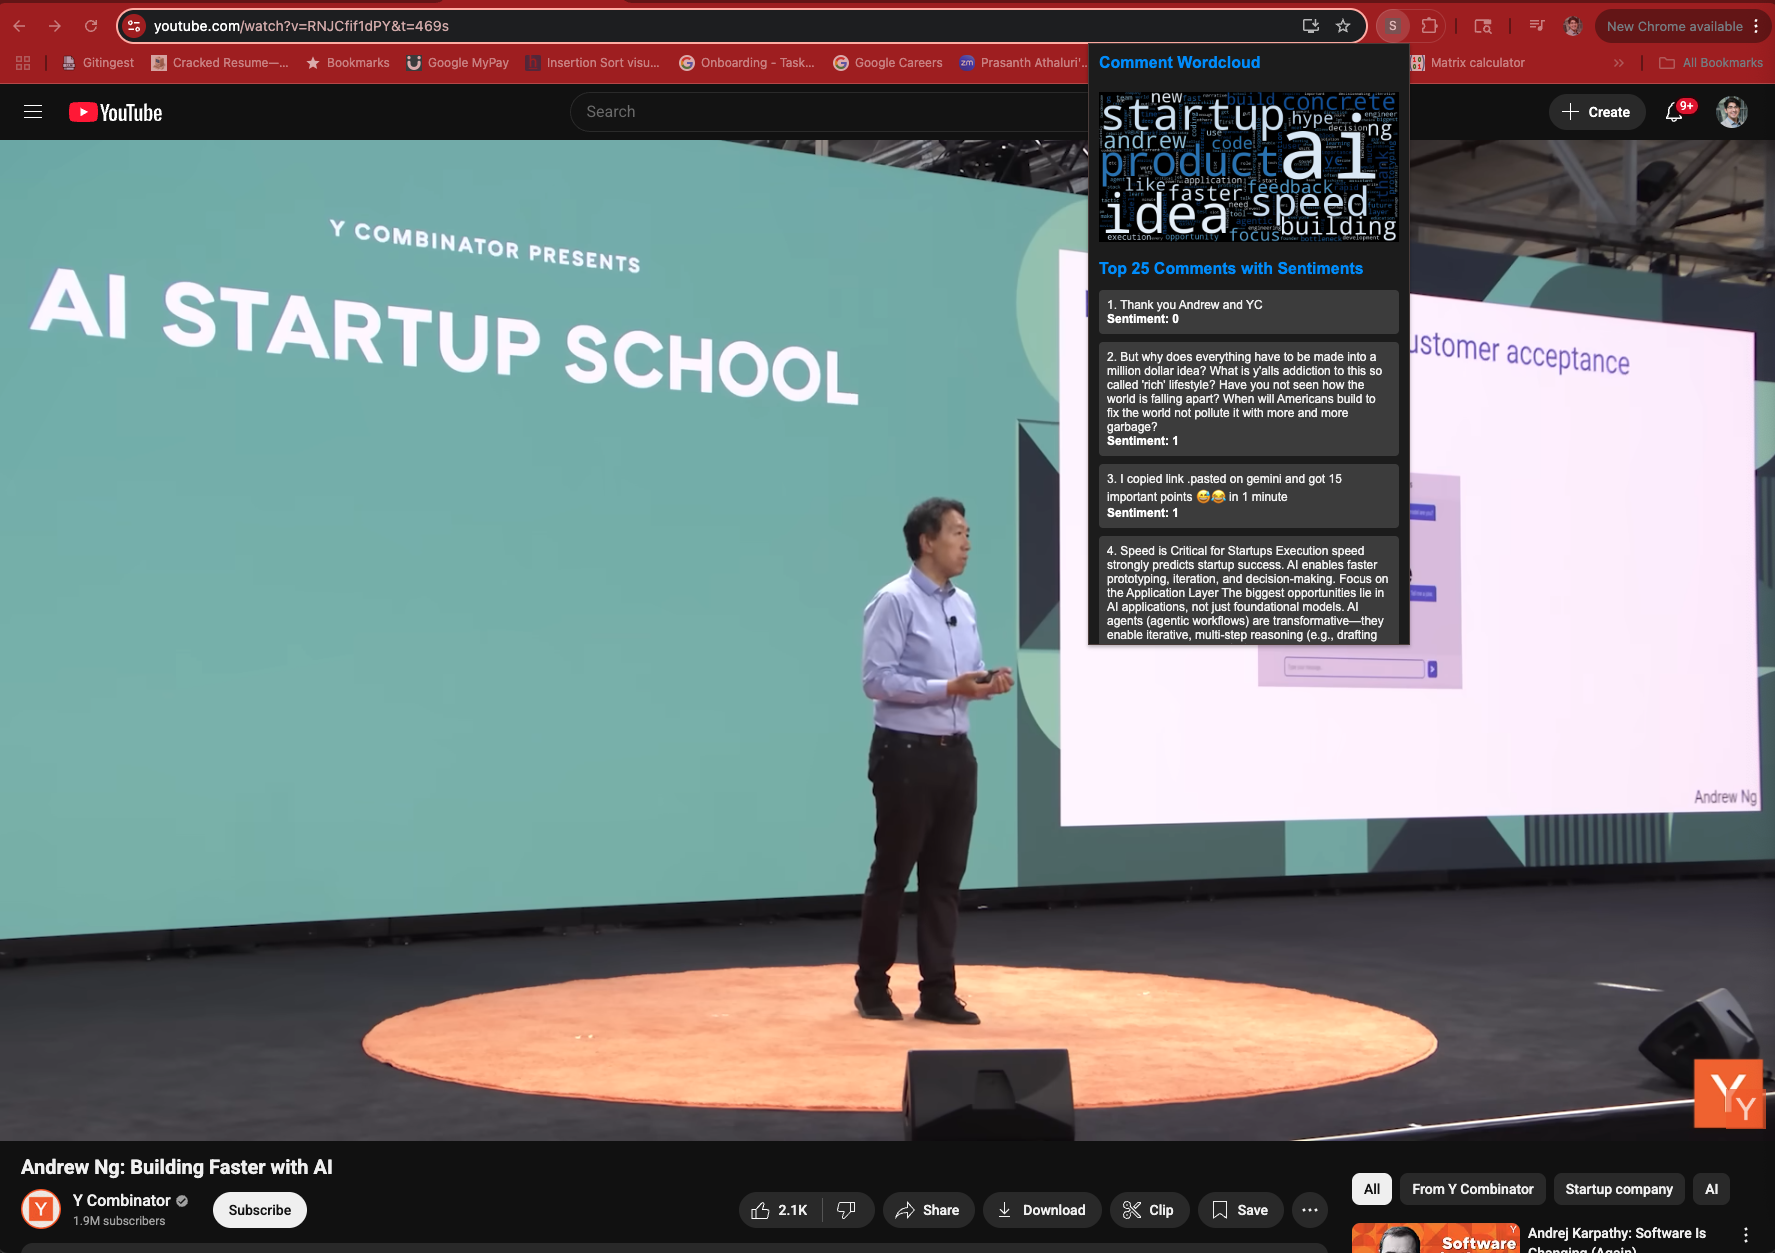 youtube.com/watch?v=RNJCfif1dPY&t=469s
S
New Chrome available
Gitingest
Cracked Resume—...
Bookmarks
Google MyPay
Insertion Sort visu...
Onboarding - Task...
Google Careers
Prasanth Athaluri'...
Matrix calculator
All Bookmarks
YouTube
Search
Create
9+
Comment Wordcloud
new fast build concrete
startup hype
andrew use code decision ng
product ai
like application feedback
faster
idea need tool speed
agentic
focus building
execution opportunity bottleneck development
Top 25 Comments with Sentiments
1. Thank you Andrew and YC
Sentiment: 0
2. But why does everything have to be made into a
million dollar idea? What is y'alls addiction to this so
called 'rich' lifestyle? Have you not seen how the
world is falling apart? When will Americans build to
fix the world not pollute it with more and more
garbage?
Sentiment: 1
3. I copied link .pasted on gemini and got 15
important points 😅😂 in 1 minute
Sentiment: 1
4. Speed is Critical for Startups Execution speed
strongly predicts startup success. AI enables faster
prototyping, iteration, and decision-making. Focus on
the Application Layer The biggest opportunities lie in
AI applications, not just foundational models. AI
agents (agentic workflows) are transformative—they
enable iterative, multi-step reasoning (e.g., drafting
Y COMBINATOR PRESENTS
AI STARTUP SCHOOL
ustomer acceptance
Andrew Ng
Y
Y
Andrew Ng: Building Faster with AI
Y
Y Combinator
1.9M subscribers
Subscribe
2.1K
Share
Download
Clip
Save
All
From Y Combinator
Startup company
AI
Software
Andrej Karpathy: Software Is
Changing (Again)